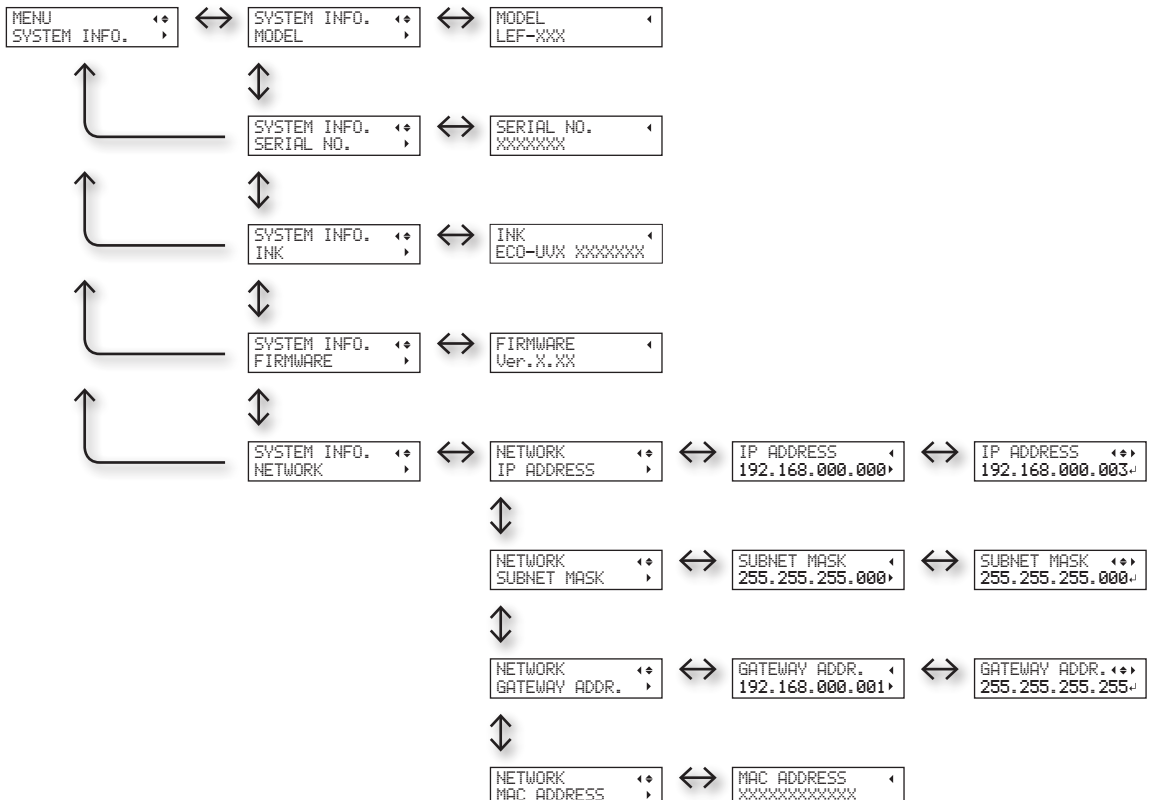 MENU
SYSTEM INFO.
SYSTEM INFO.
MODEL
MODEL
LEF-XXX
SYSTEM INFO.
SERIAL NO.
SERIAL NO.
XXXXXXX
SYSTEM INFO.
INK
INK
ECO-UVX XXXXXXX
SYSTEM INFO.
FIRMWARE
FIRMWARE
Ver.X.XX
SYSTEM INFO.
NETWORK
NETWORK
IP ADDRESS
IP ADDRESS
192.168.000.000
IP ADDRESS
192.168.000.003
NETWORK
SUBNET MASK
SUBNET MASK
255.255.255.000
SUBNET MASK
255.255.255.000
NETWORK
GATEWAY ADDR.
GATEWAY ADDR.
192.168.000.001
GATEWAY ADDR.
255.255.255.255
NETWORK
MAC ADDRESS
MAC ADDRESS
XXXXXXXXXXXX